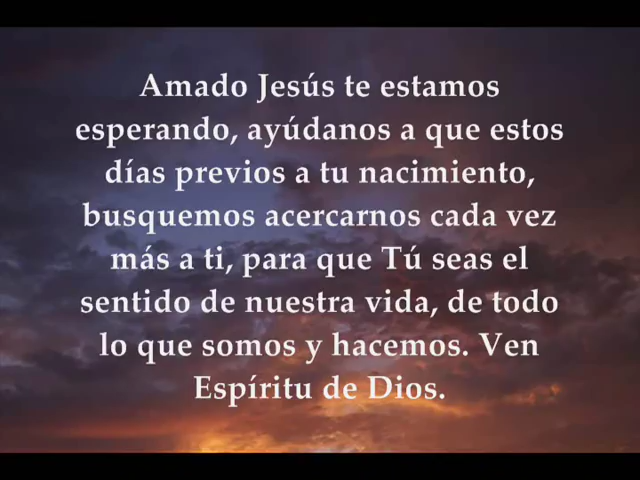 Amado Jesús te estamos
esperando, ayúdanos a que estos
días previos a tu nacimiento,
busquemos acercarnos cada vez
más a ti, para que Tú seas el
sentido de nuestra vida, de todo
lo que somos y hacemos. Ven
Espíritu de Dios.